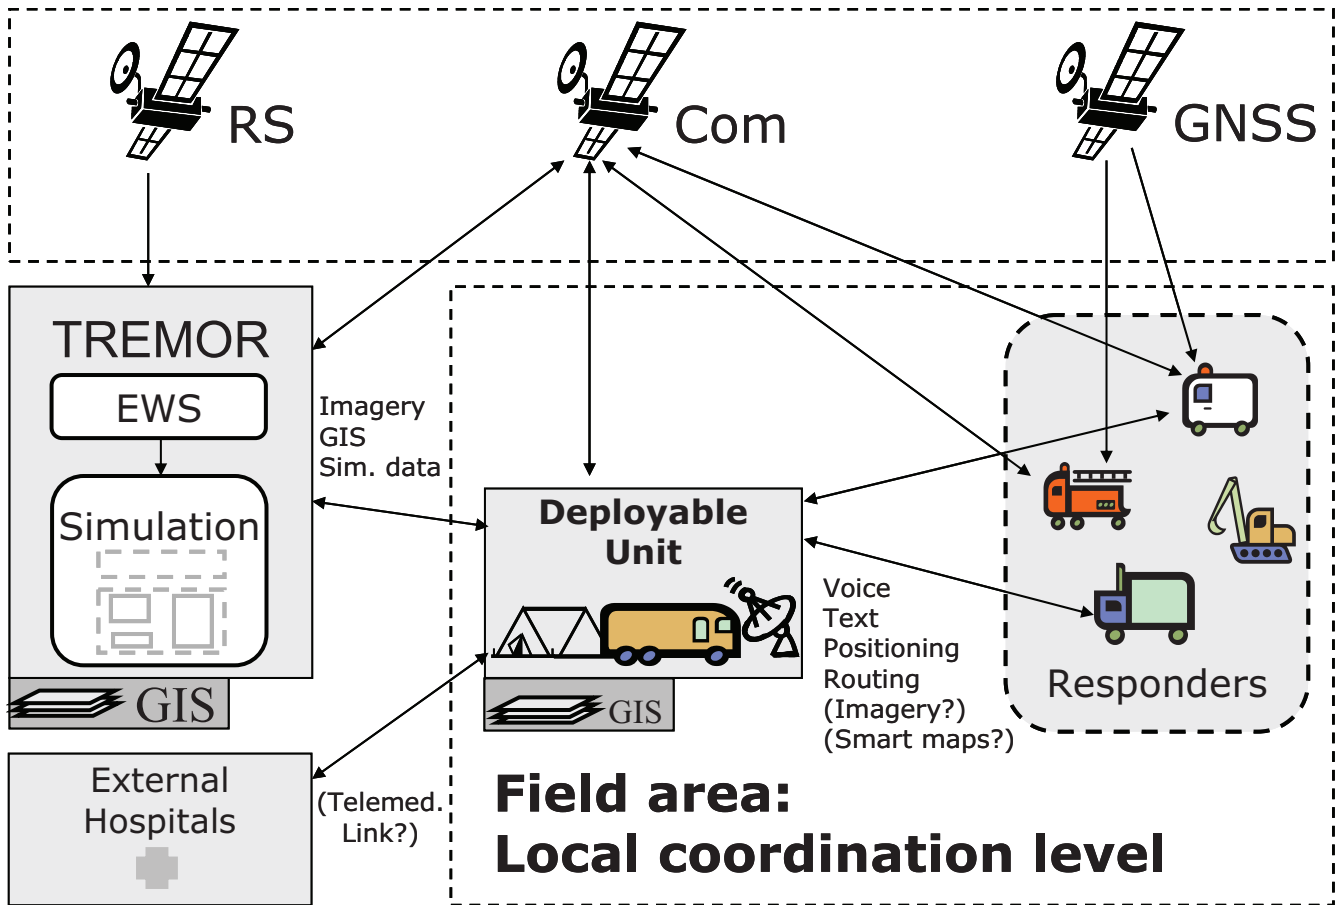 RS
Com
GNSS
TREMOR
EWS
Simulation
GIS
Imagery
GIS
Sim. data
Deployable
Unit
GIS
Voice
Text
Positioning
Routing
(Imagery?)
(Smart maps?)
Responders
External
Hospitals
(Telemed.
Link?)
Field area:
Local coordination level